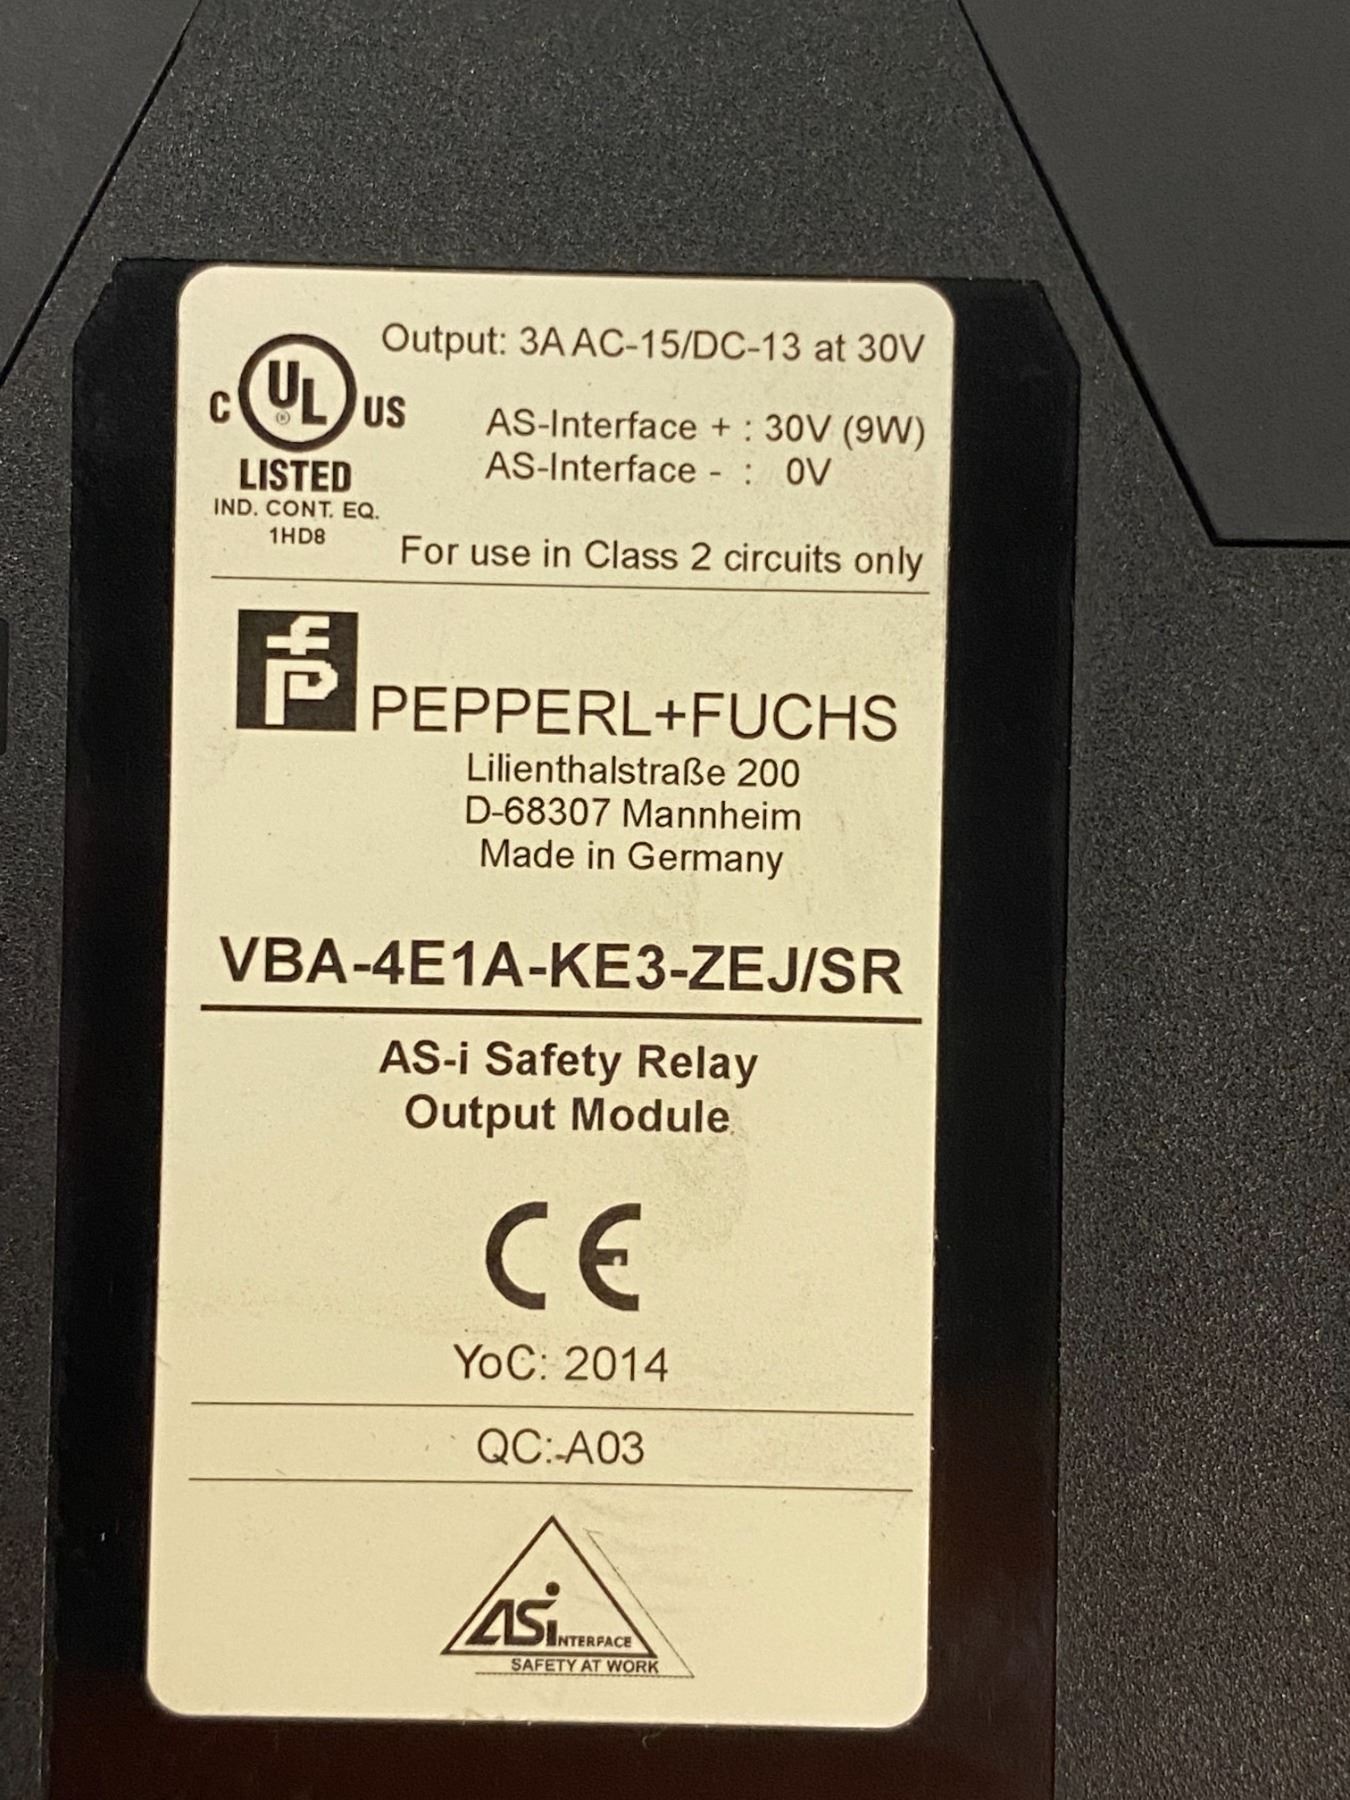 Output: 3A AC-15/DC-13 at 30V
C UL ® US
LISTED
IND. CONT. EQ.
1HD8
AS-Interface + : 30V (9W)
AS-Interface - : 0V
For use in Class 2 circuits only
PEPPERL+FUCHS
Lilienthalstraße 200
D-68307 Mannheim
Made in Germany
VBA-4E1A-KE3-ZEJ/SR
AS-i Safety Relay
Output Module
CE
YoC: 2014
QC: A03
ASi INTERFACE
SAFETY AT WORK